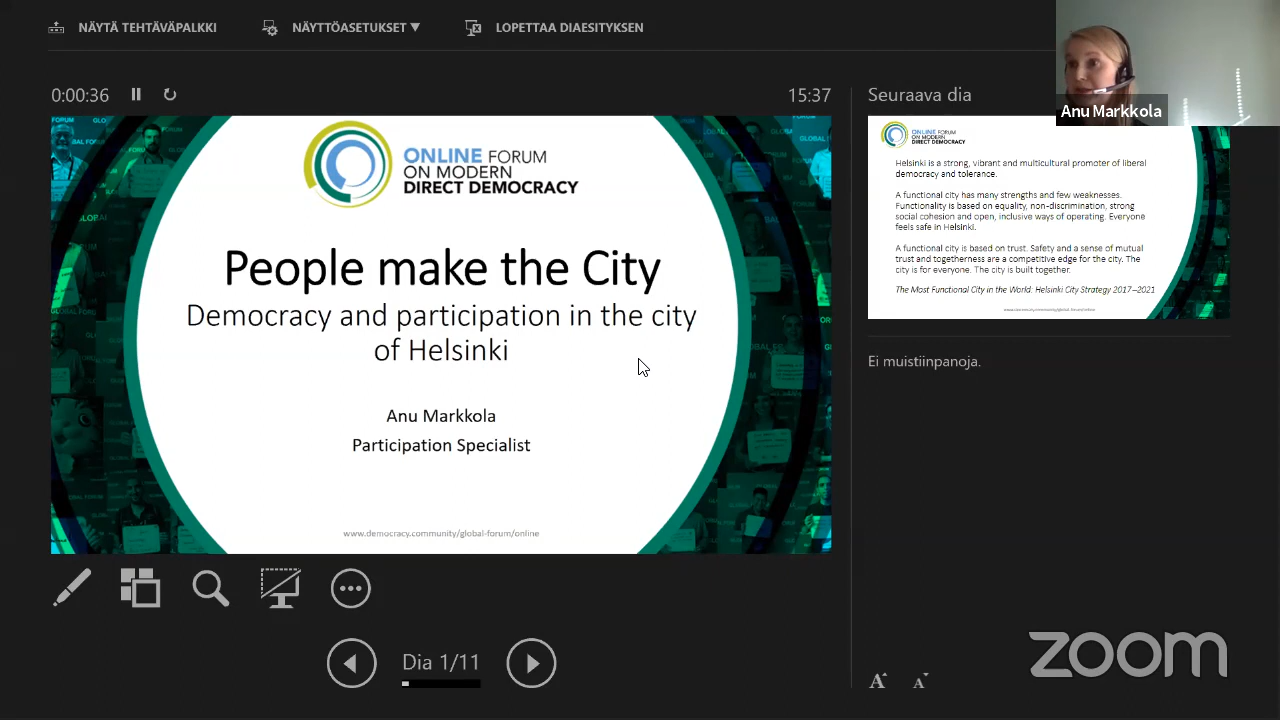 NÄYTÄ TEHTÄVÄPALKKI
NÄYTTÖASETUKSET ▼
LOPETTAA DIAESITYKSEN
0:00:36
15:37
Seuraava dia
Anu Markkola
ONLINE FORUM
ON MODERN
DIRECT DEMOCRACY
People make the City
Democracy and participation in the city
of Helsinki
Anu Markkola
Participation Specialist
www.democracy.community/global-forum/online
ONLINE FORUM
ON MODERN
DIRECT DEMOCRACY
Helsinki is a strong, vibrant and multicultural promoter of liberal
democracy and tolerance.
A functional city has many strengths and few weaknesses.
Functionality is based on equality, non-discrimination, strong
social cohesion and open, inclusive ways of operating. Everyone
feels safe in Helsinki.
A functional city is based on trust. Safety and a sense of mutual
trust and togetherness are a competitive edge for the city. The
city is for everyone. The city is built together.
The Most Functional City in the World: Helsinki City Strategy 2017–2021
www.democracy.community/global-forum/online
Ei muistiinpanoja.
Dia 1/11
A A
zoom